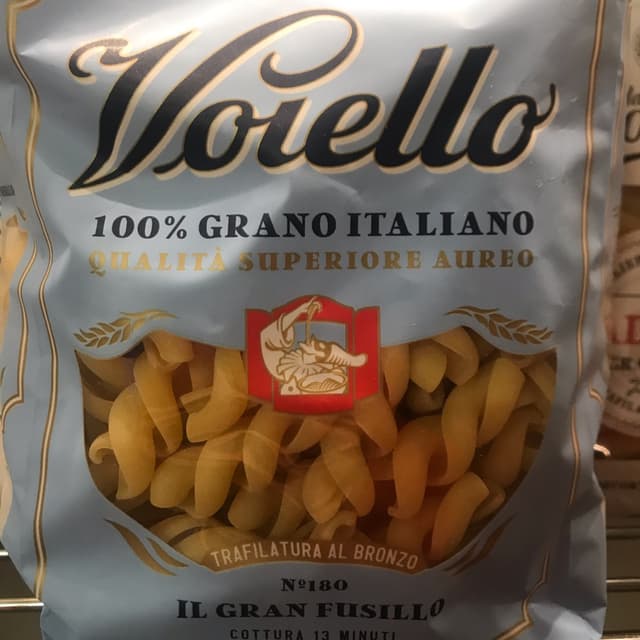 Voiello
100% GRANO ITALIANO
QUALITÀ SUPERIORE AUREO
TRAFILATURA AL BRONZO
Nº180
IL GRAN FUSILLO
COTTURA 13 MINUTI